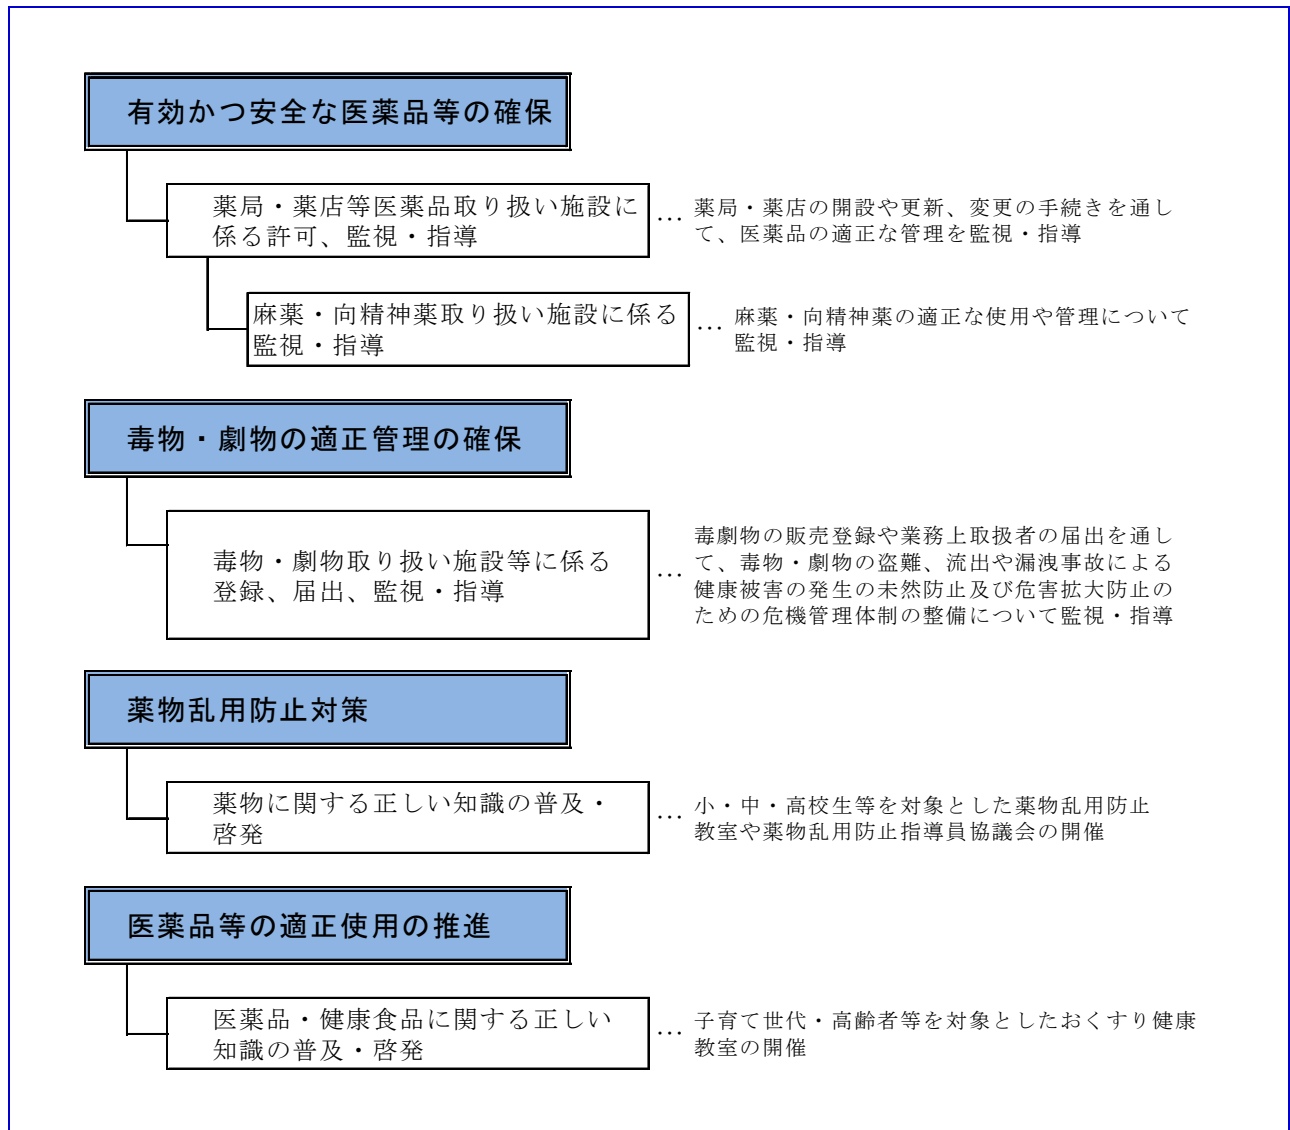 有効かつ安全な医薬品等の確保
薬局・薬店等医薬品取り扱い施設に
係る許可、監視・指導
… 薬局・薬店の開設や更新、変更の手続きを通し
て、医薬品の適正な管理を監視・指導
麻薬・向精神薬取り扱い施設に係る
監視・指導
… 麻薬・向精神薬の適正な使用や管理について
監視・指導
毒物・劇物の適正管理の確保
毒物・劇物取り扱い施設等に係る
登録、届出、監視・指導
…
毒劇物の販売登録や業務上取扱者の届出を通し
て、毒物・劇物の盗難、流出や漏洩事故による
健康被害の発生の未然防止及び危害拡大防止の
ための危機管理体制の整備について監視・指導
薬物乱用防止対策
薬物に関する正しい知識の普及・
啓発
… 小・中・高校生等を対象とした薬物乱用防止
教室や薬物乱用防止指導員協議会の開催
医薬品等の適正使用の推進
医薬品・健康食品に関する正しい
知識の普及・啓発
… 子育て世代・高齢者等を対象としたおくすり健康
教室の開催